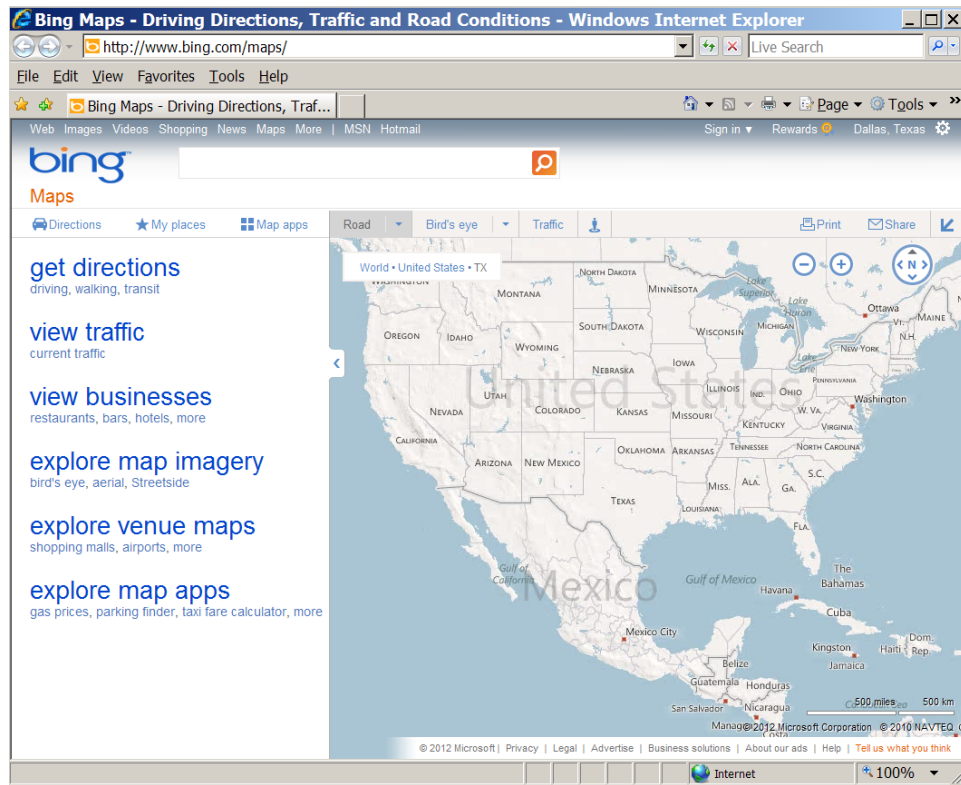 Bing Maps - Driving Directions, Traffic and Road Conditions - Windows Internet Explorer
http://www.bing.com/maps/ Live Search
File Edit View Favorites Tools Help
Bing Maps - Driving Directions, Traf... Page Tools »
Web Images Videos Shopping News Maps More | MSN Hotmail Sign in Rewards Dallas, Texas
bing
Maps
Directions My places Map apps Road Bird's eye Traffic Print Share
get directions
driving, walking, transit
view traffic
current traffic
view businesses
restaurants, bars, hotels, more
explore map imagery
bird's eye, aerial, Streetside
explore venue maps
shopping malls, airports, more
explore map apps
gas prices, parking finder, taxi fare calculator, more
World • United States • TX
N
WASHINGTON
NORTH DAKOTA
MONTANA
MINNESOTA
Lake
Superior
Lake
Huron
Ottawa
MAINE
VT.
N.H.
OREGON
IDAHO
SOUTH DAKOTA
WISCONSIN
MICHIGAN
WYOMING
NEW YORK
Lake
Erie
IOWA
NEBRASKA
PENNSYLVANIA
United States
ILLINOIS
IND.
OHIO
UTAH
Washington
NEVADA
COLORADO
KANSAS
MISSOURI
W. VA.
VIRGINIA
KENTUCKY
CALIFORNIA
OKLAHOMA
ARKANSAS
TENNESSEE
NORTH CAROLINA
ARIZONA
NEW MEXICO
S.C.
MISS.
ALA.
GA.
TEXAS
LOUISIANA
FLA.
Gulf of
California
Mexico
Gulf of Mexico
The
Bahamas
Havana
Cuba
Mexico City
Kingston
Jamaica
Haiti
Dom.
Rep.
Belize
Guatemala
Honduras
San Salvador
Nicaragua
500 miles 500 km
© 2012 Microsoft Corporation © 2010 NAVTEQ
© 2012 Microsoft | Privacy | Legal | Advertise | Business solutions | About our ads | Help | Tell us what you think
Internet 100%